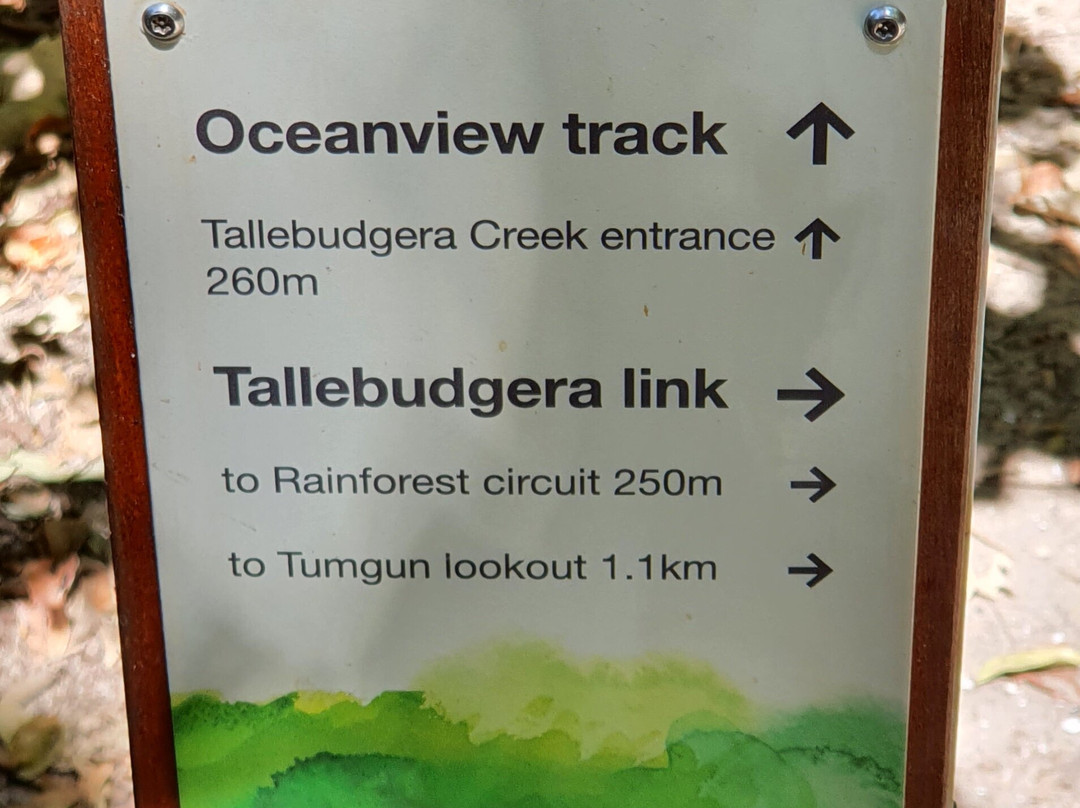 Oceanview track ↑
Tallebudgera Creek entrance ↑
260m
Tallebudgera link →
to Rainforest circuit 250m →
to Tumgun lookout 1.1km →